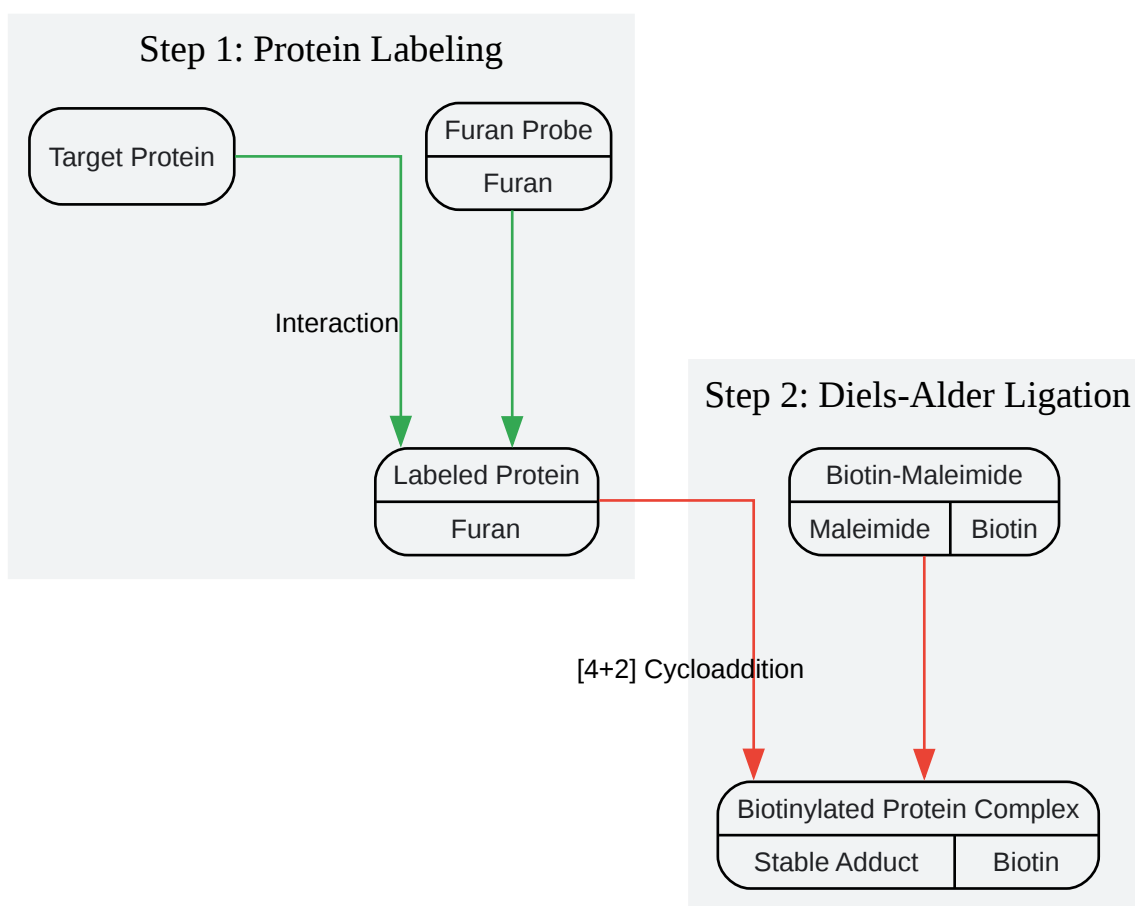 Step 1: Protein Labeling
Target Protein
Furan Probe
Furan
Interaction
Labeled Protein
Furan
Step 2: Diels-Alder Ligation
Biotin-Maleimide
Maleimide
Biotin
[4+2] Cycloaddition
Biotinylated Protein Complex
Stable Adduct
Biotin